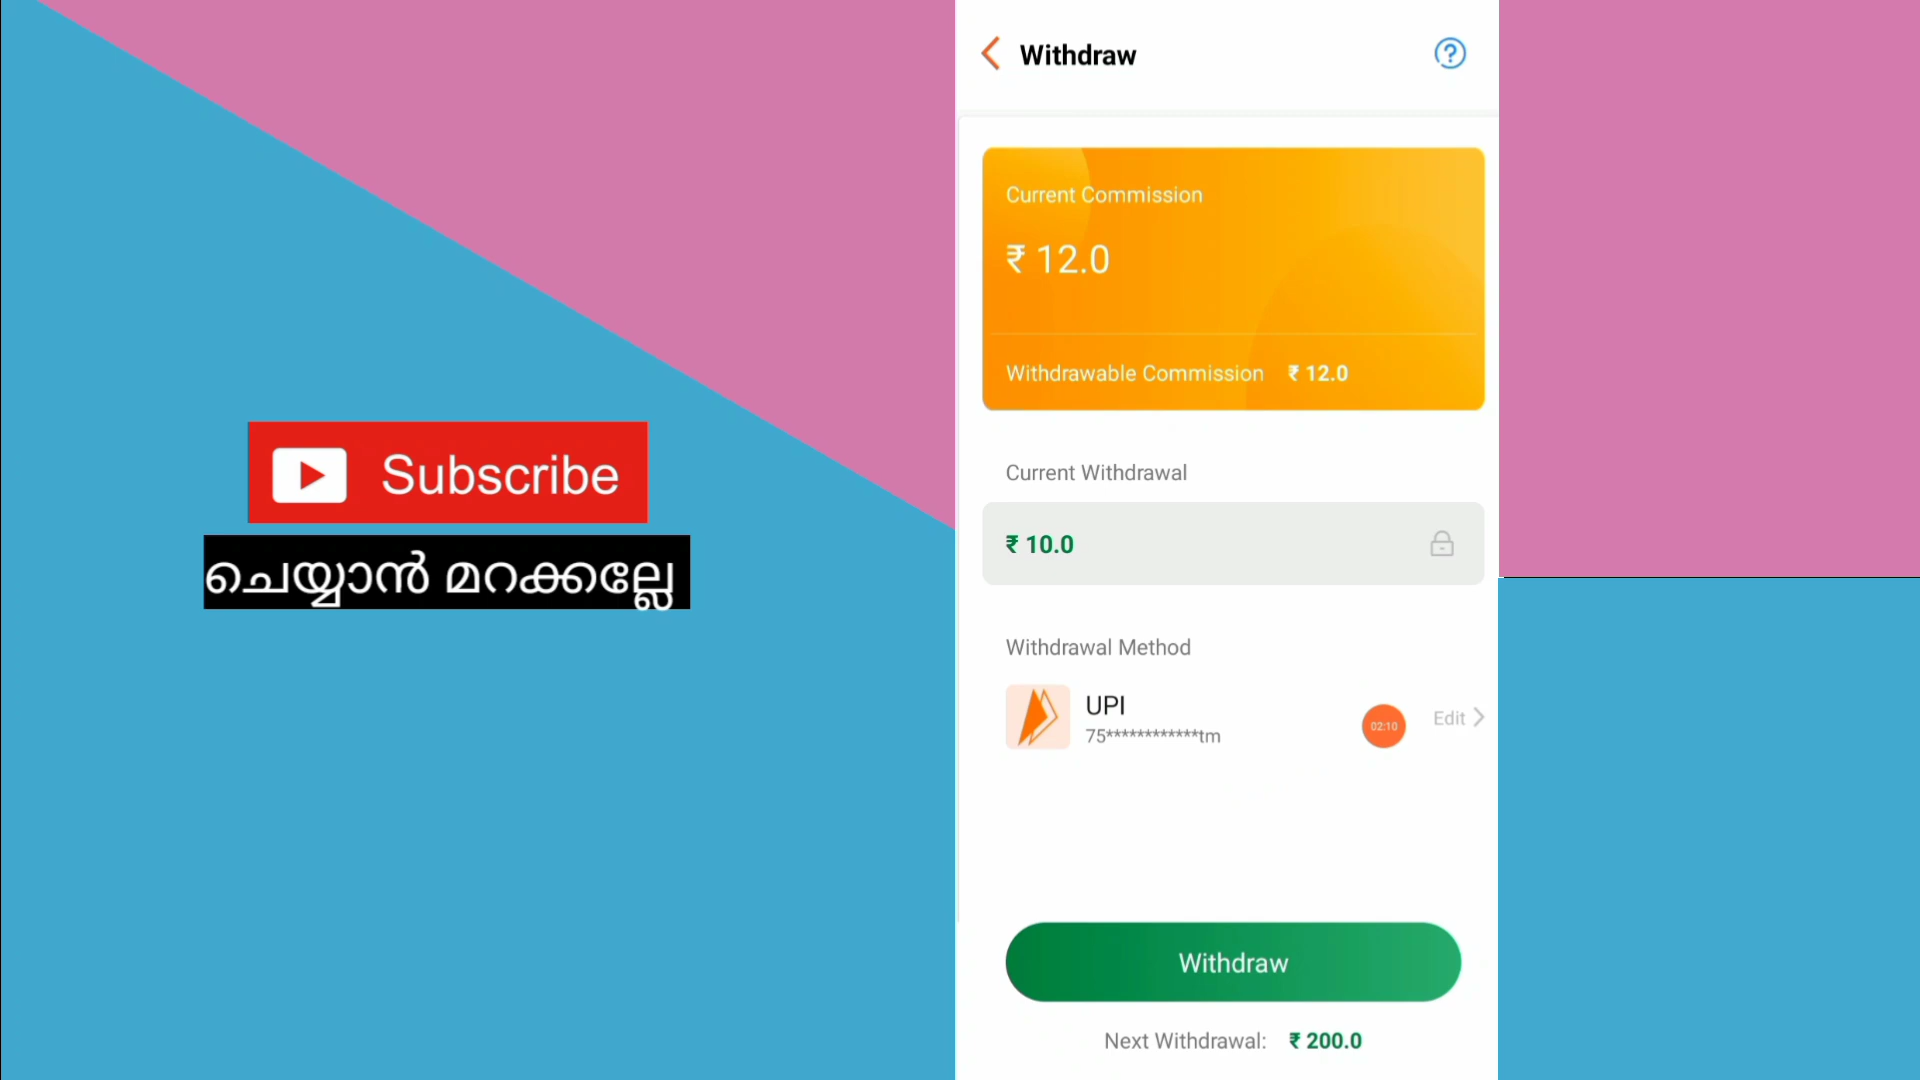 Subscribe
ചെയ്യാൻ മറക്കല്ലേ
Withdraw
Current Commission
₹ 12.0
Withdrawable Commission ₹ 12.0
Current Withdrawal
₹ 10.0
Withdrawal Method
UPI
75************tm
02:10
Edit
Withdraw
Next Withdrawal: ₹ 200.0